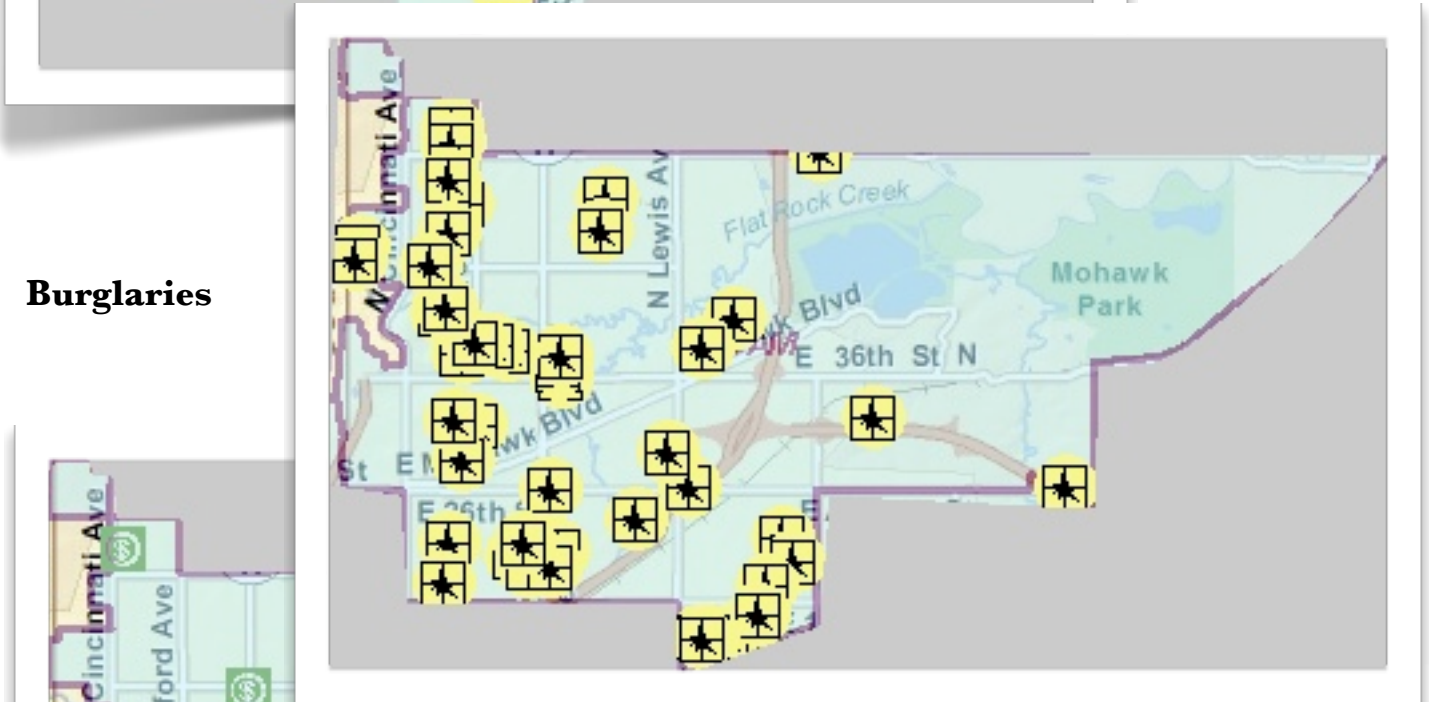 N Cincinnati Ave
N Lewis Av
Flat Rock Creek
Mohawk
Park
Burglaries
wk Blvd
E 36th St N
wk Blvd
St
E
E 26th
E
Cincinnati Ave
ford Ave